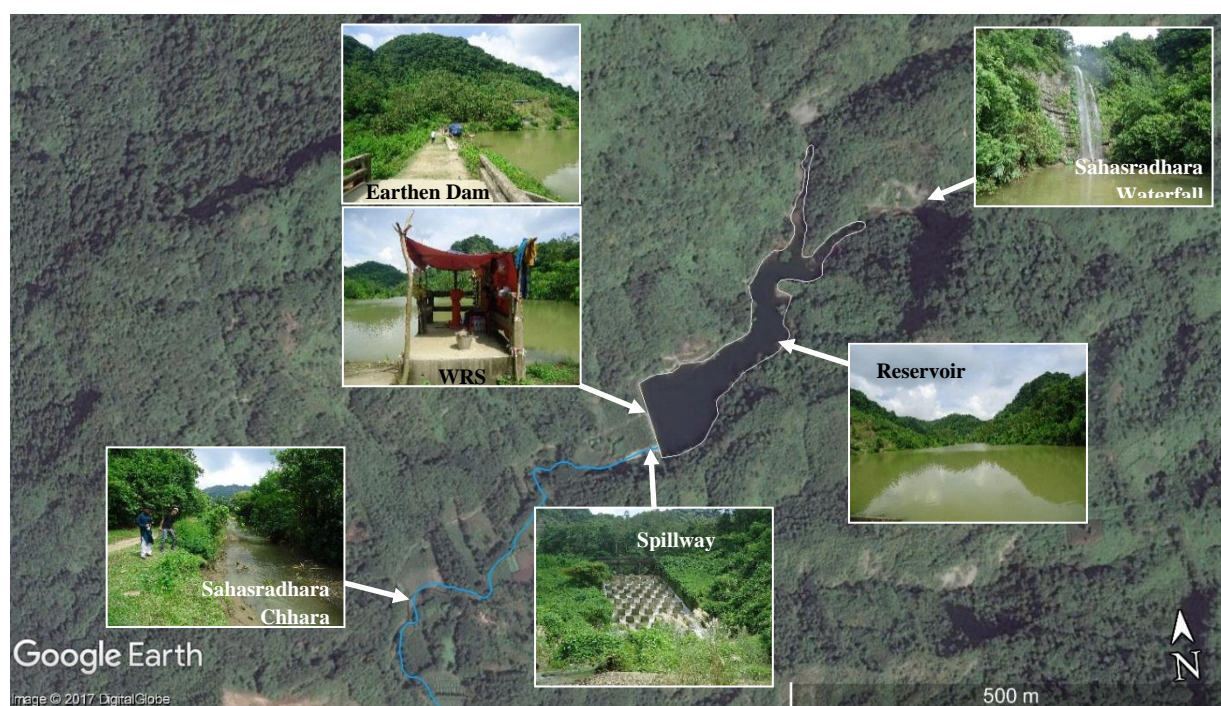 Earthen Dam
Sahasradhara
Waterfall
WRS
Reservoir
Spillway
Sahasradhara
Chhara
Google Earth
N
Image © 2017 DigitalGlobe
500 m